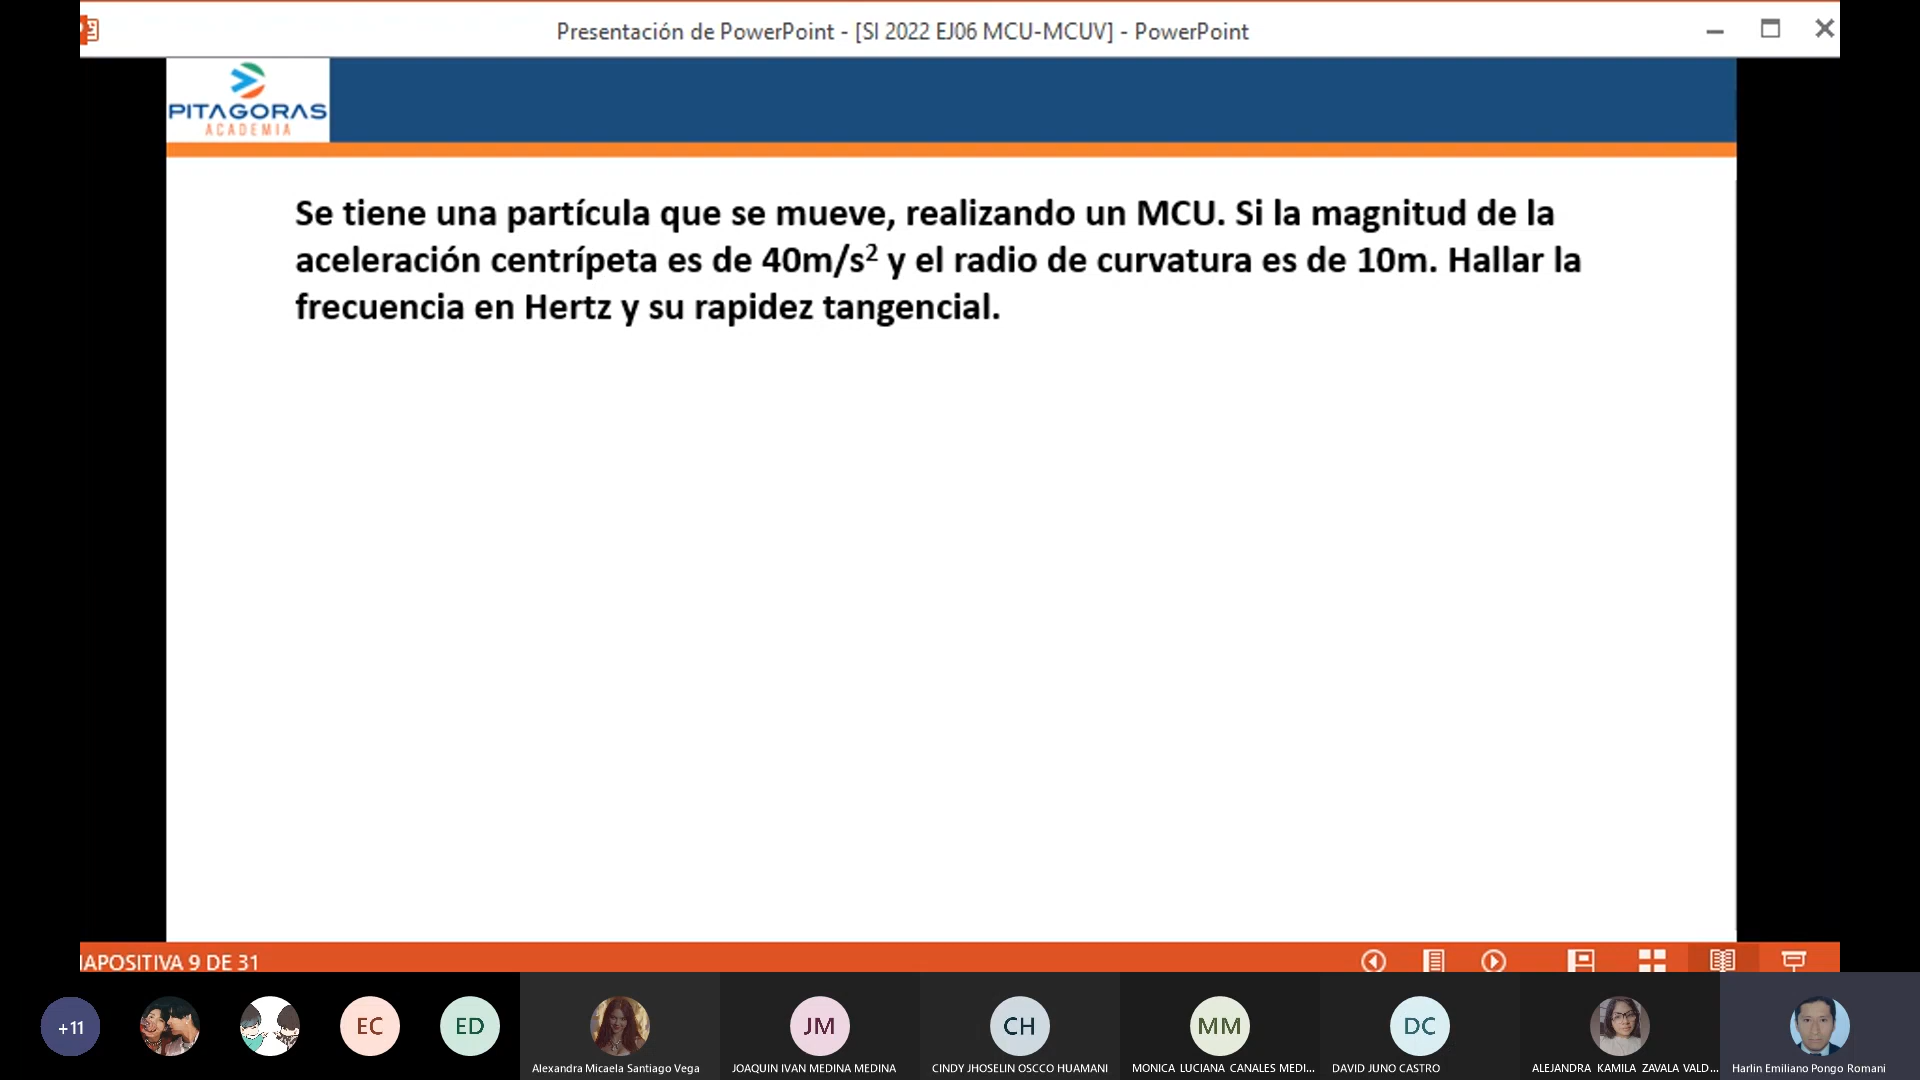 Presentación de PowerPoint - [SI 2022 EJ06 MCU-MCUV] - PowerPoint
PITAGORAS
ACADEMIA
Se tiene una partícula que se mueve, realizando un MCU. Si la magnitud de la
aceleración centrípeta es de 40m/s² y el radio de curvatura es de 10m. Hallar la
frecuencia en Hertz y su rapidez tangencial.
IAPOSITIVA 9 DE 31
+11
EC
ED
JM
CH
MM
DC
Alexandra Micaela Santiago Vega
JOAQUIN IVAN MEDINA MEDINA
CINDY JHOSELIN OSCCO HUAMANI
MONICA LUCIANA CANALES MEDI...
DAVID JUNO CASTRO
ALEJANDRA KAMILA ZAVALA VALD...
Harlin Emiliano Pongo Romani